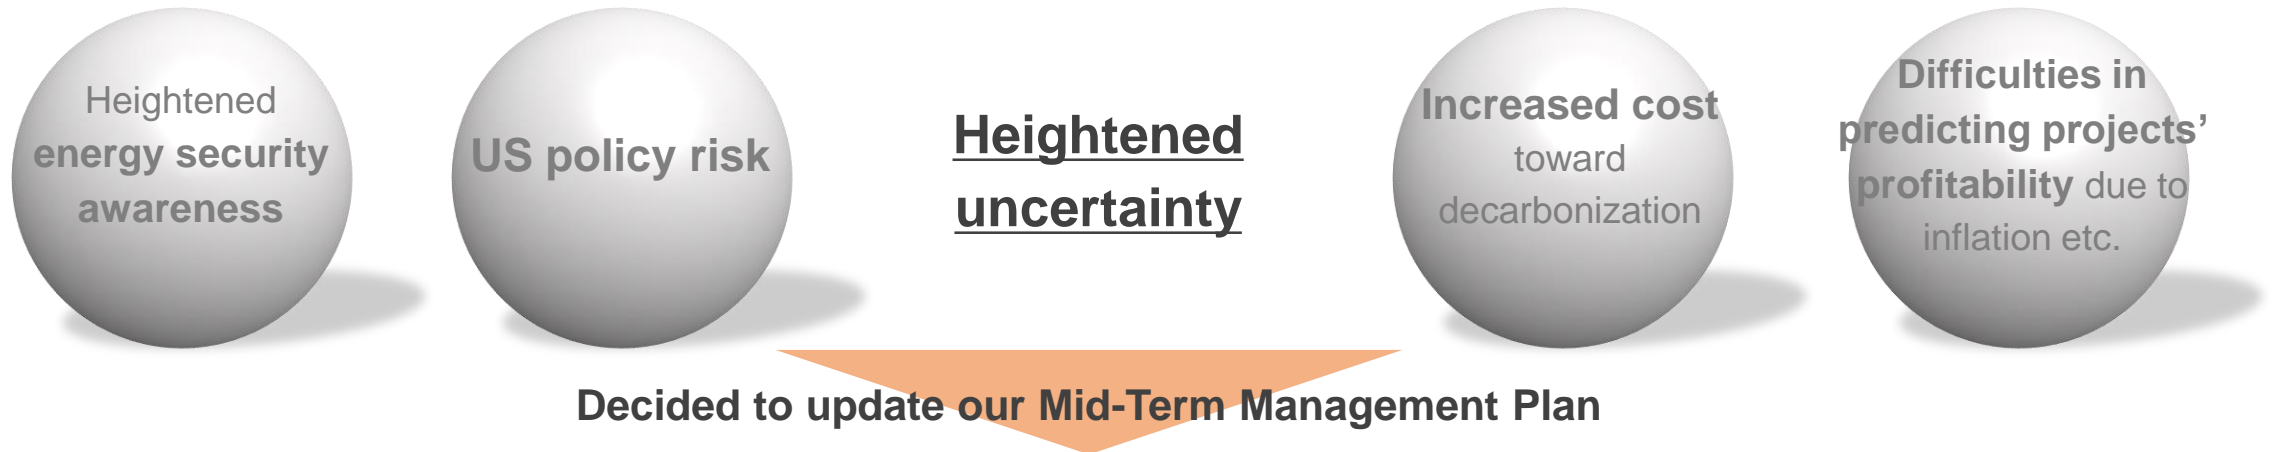 Heightened
energy security
awareness
US policy risk
Heightened
uncertainty
Increased cost
toward
decarbonization
Difficulties in
predicting projects’
profitability due to
inflation etc.
Decided to update our Mid-Term Management Plan